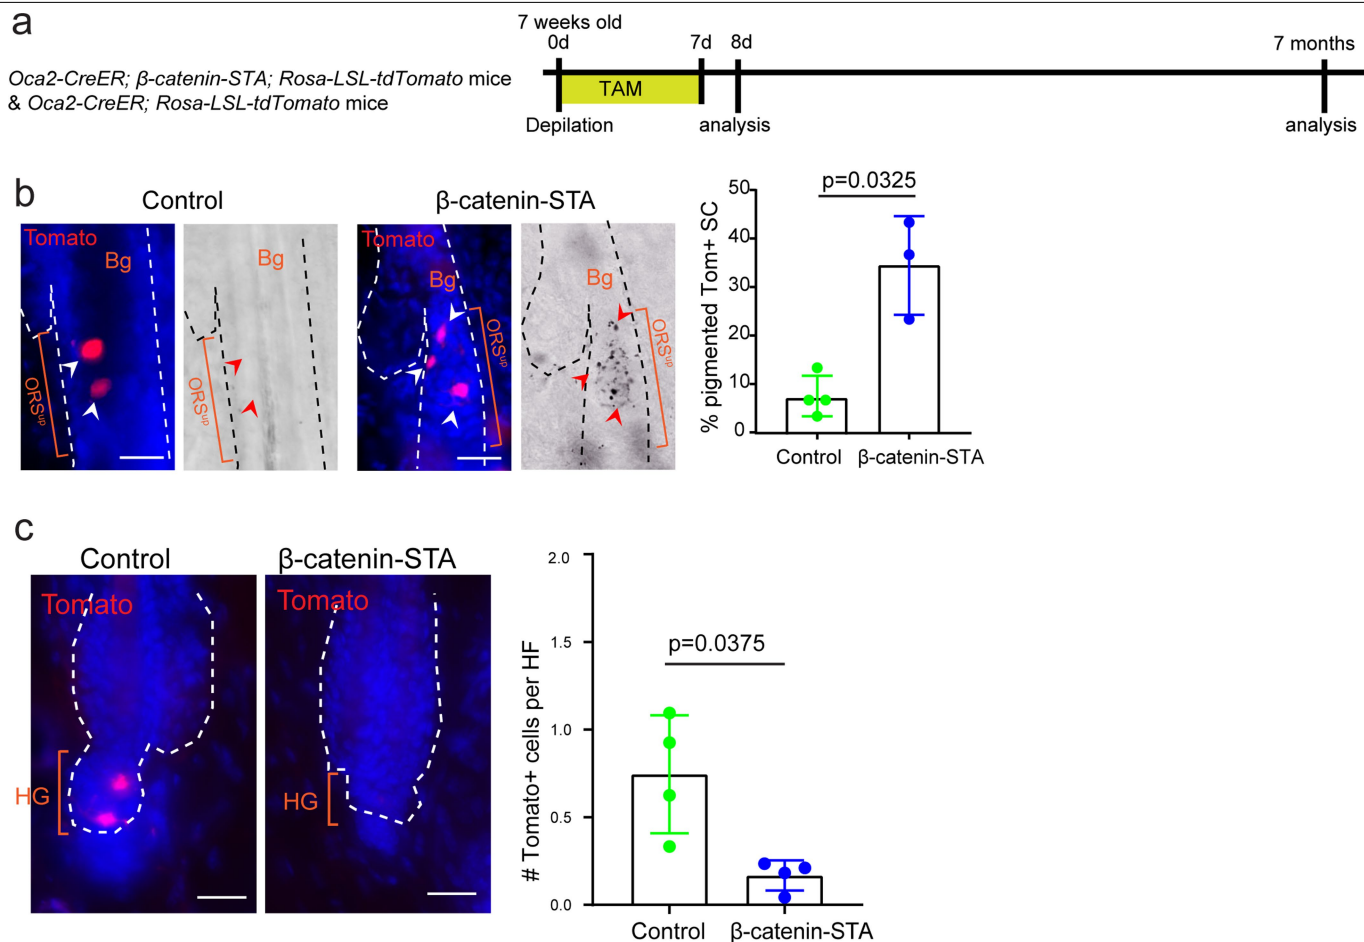 a
7 weeks old
0d 7d 8d 7 months
Oca2-CreER; β-catenin-STA; Rosa-LSL-tdTomato mice
& Oca2-CreER; Rosa-LSL-tdTomato mice
TAM
Depilation analysis analysis
b
Control β-catenin-STA
Tomato
Bg
ORSup
Bg
ORSup
Tomato
Bg
ORSup
Bg
ORSup
% pigmented Tom+ SC
50
40
30
20
10
0
p=0.0325
Control β-catenin-STA
c
Control β-catenin-STA
Tomato
HG
Tomato
HG
# Tomato+ cells per HF
2.0
1.5
1.0
0.5
0.0
p=0.0375
Control β-catenin-STA